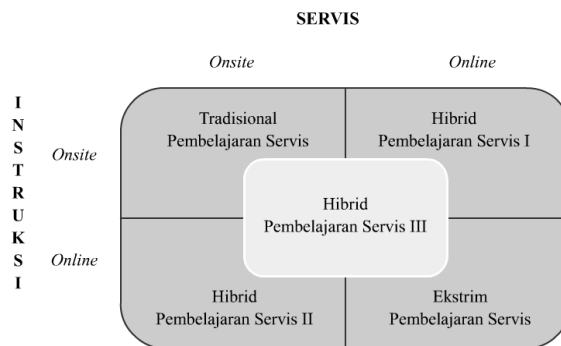 SERVIS
Onsite
Online
I
N
S
T
R
U
K
S
I
Onsite
Online
Tradisional
Pembelajaran Servis
Hibrid
Pembelajaran Servis I
Hibrid
Pembelajaran Servis III
Hibrid
Pembelajaran Servis II
Ekstrim
Pembelajaran Servis